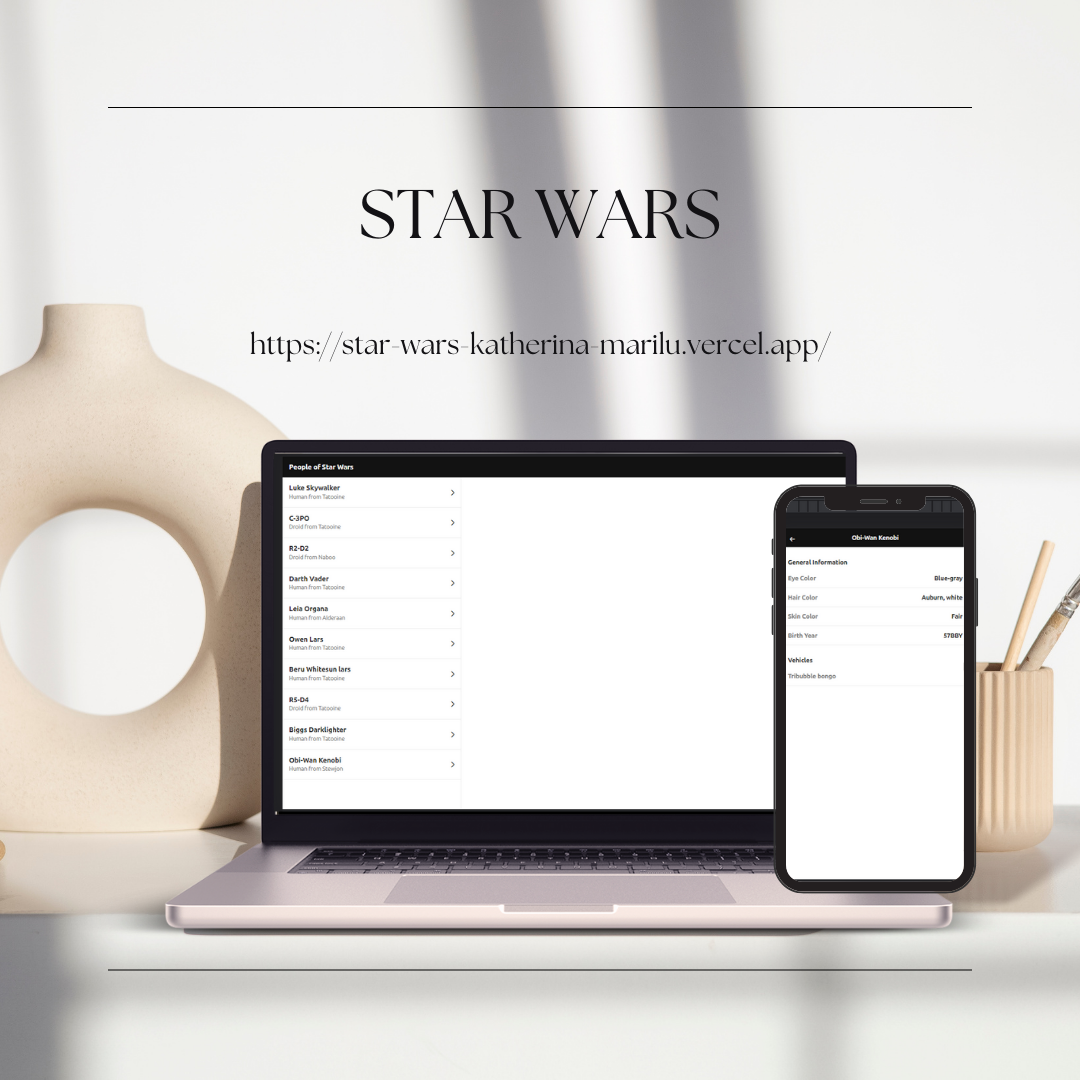 STAR WARS
https://star-wars-katherina-marilu.vercel.app/
People of Star Wars
Luke Skywalker
Human from Tatooine
C-3PO
Droid from Tatooine
R2-D2
Droid from Naboo
Darth Vader
Human from Tatooine
Leia Organa
Human from Alderaan
Owen Lars
Human from Tatooine
Beru Whitesun lars
Human from Tatooine
R5-D4
Droid from Tatooine
Biggs Darklighter
Human from Tatooine
Obi-Wan Kenobi
Human from Stewjon
Obi-Wan Kenobi
General Information
Eye Color Blue-gray
Hair Color Auburn, white
Skin Color Fair
Birth Year 57BBY
Vehicles
Tribubble bongo